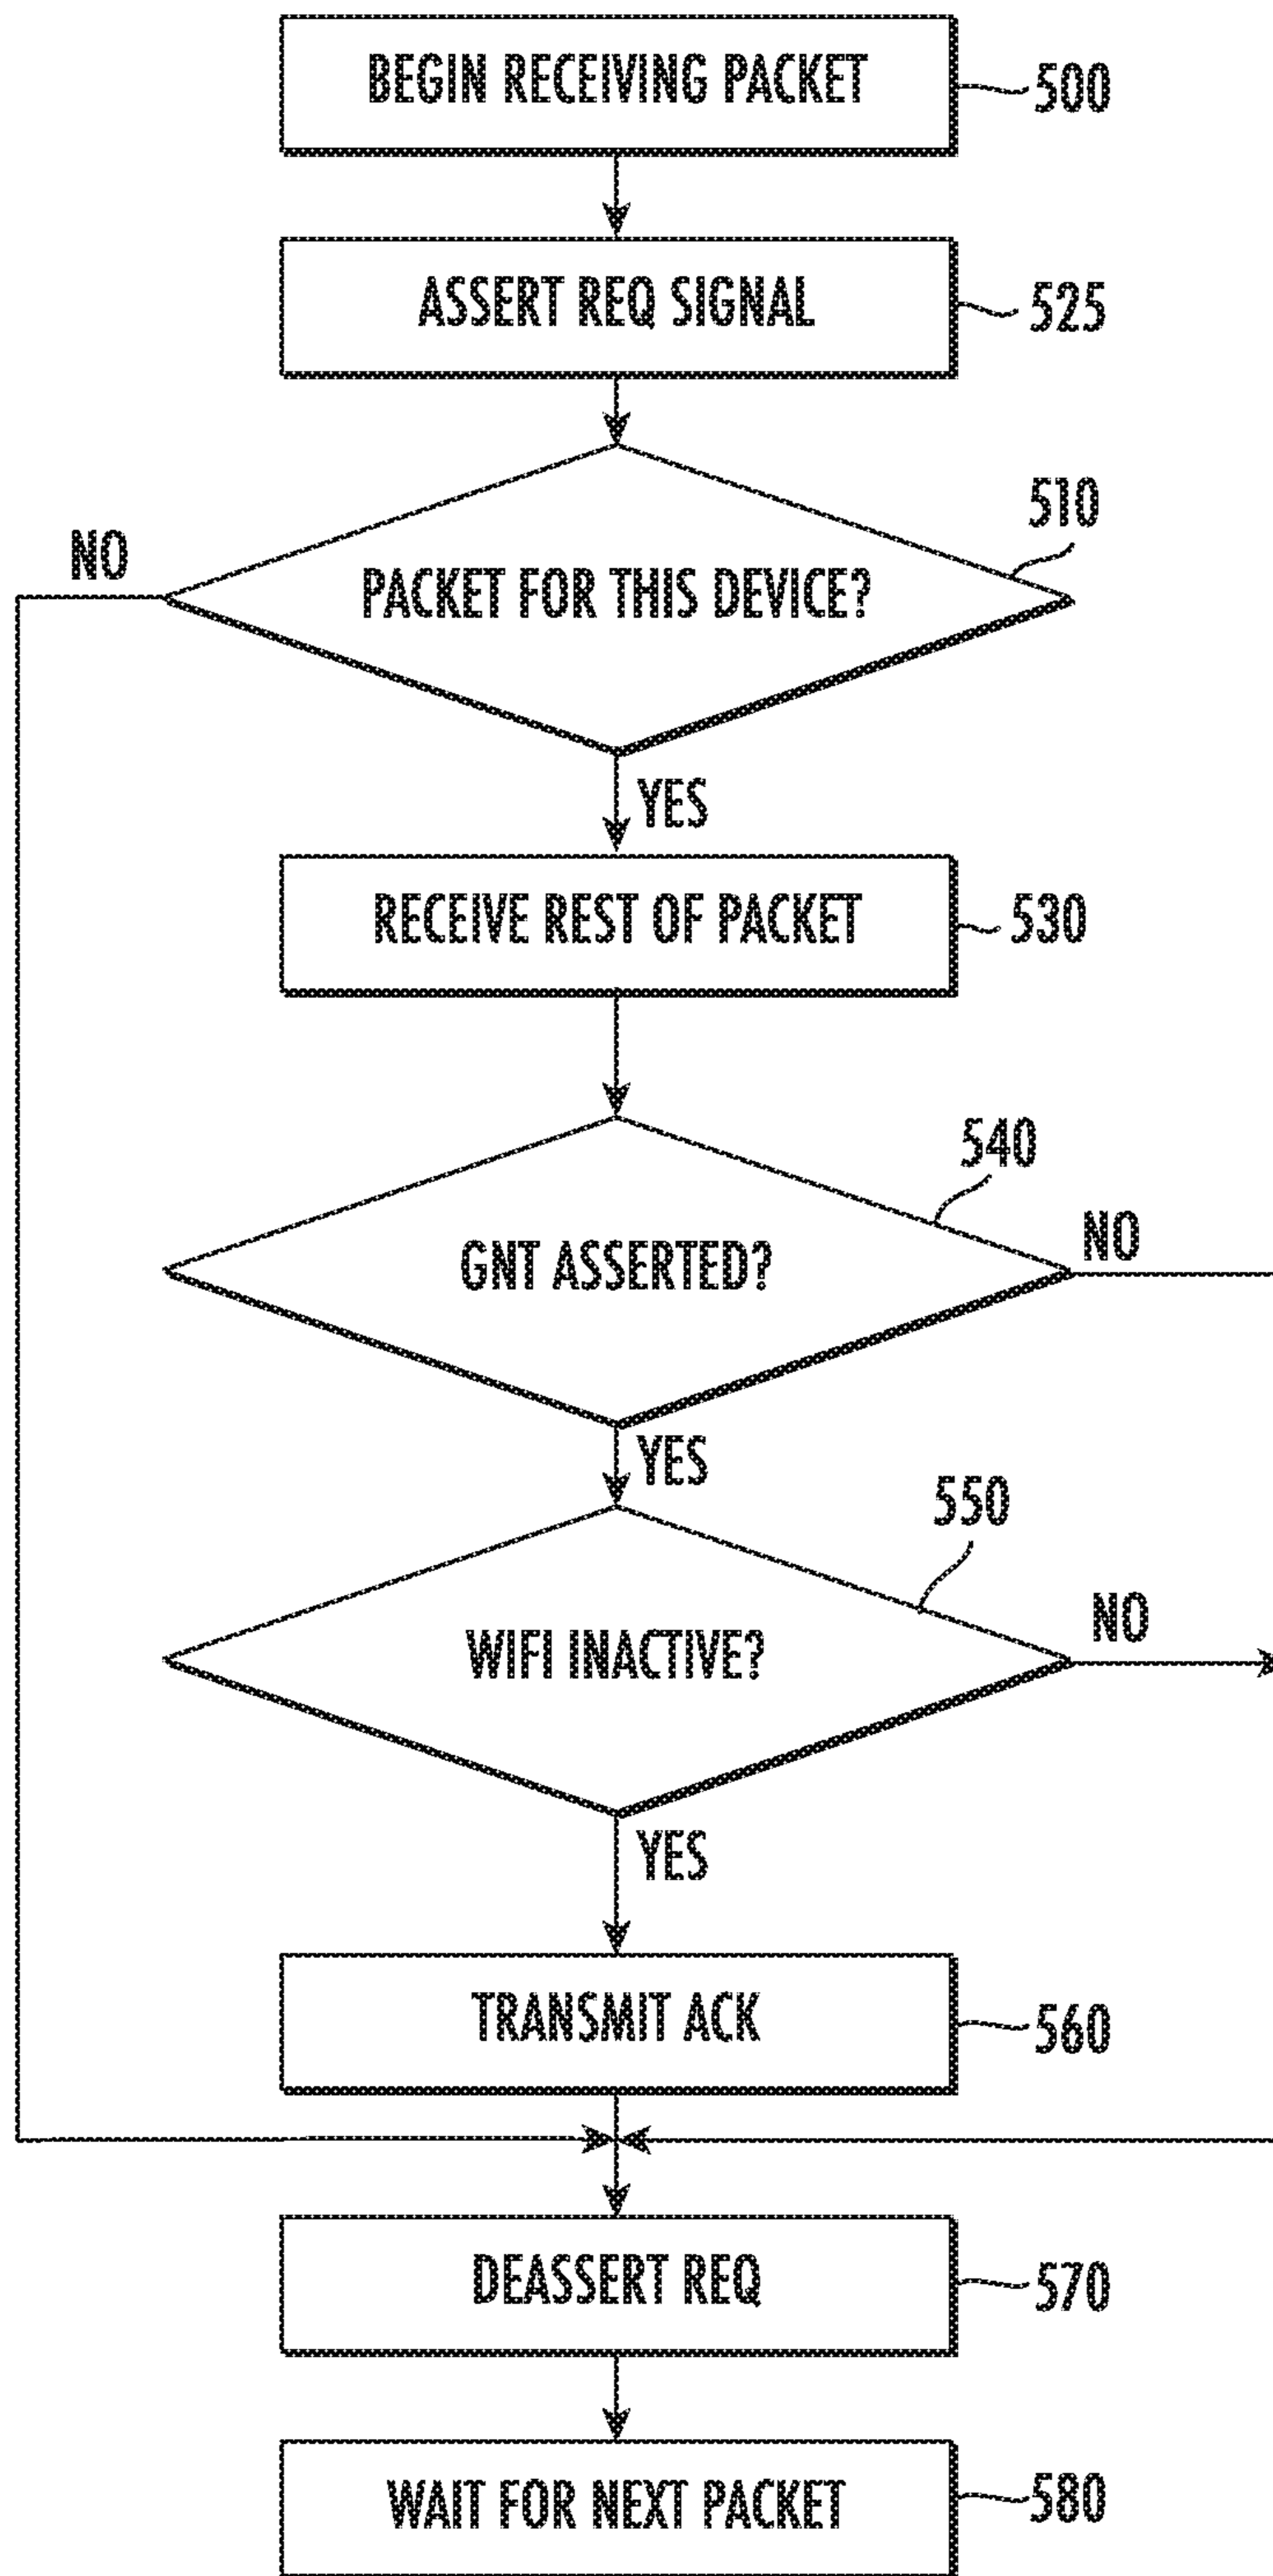 BEGIN RECEIVING PACKET
500
ASSERT REQ SIGNAL
525
510
NO
PACKET FOR THIS DEVICE?
YES
RECEIVE REST OF PACKET
530
540
NO
GNT ASSERTED?
YES
550
NO
WIFI INACTIVE?
YES
TRANSMIT ACK
560
DEASSERT REQ
570
WAIT FOR NEXT PACKET
580